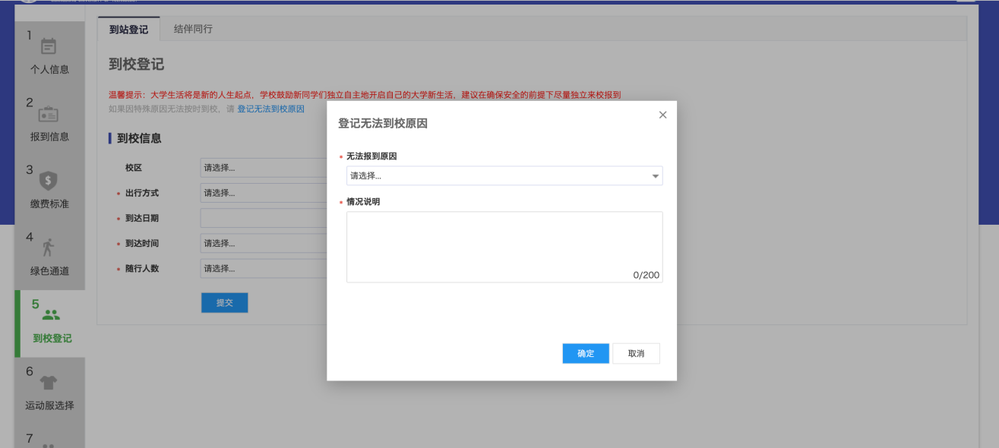 到站登记 结伴同行
1
个人信息
到校登记
温馨提示：大学生活将是新的人生起点，学校鼓励新同学们独立自主地开启自己的大学新生活，建议在确保安全的前提下尽量独立来校报到
如果因特殊原因无法按时到校，请 登记无法到校原因
2
报到信息
到校信息
校区 请选择...
• 出行方式 请选择...
• 到达日期
• 到达时间 请选择...
• 随行人数 请选择...
提交
3
$
缴费标准
4
绿色通道
5
到校登记
6
运动服选择
7
登记无法到校原因
• 无法报到原因
请选择...
• 情况说明
0/200
确定 取消